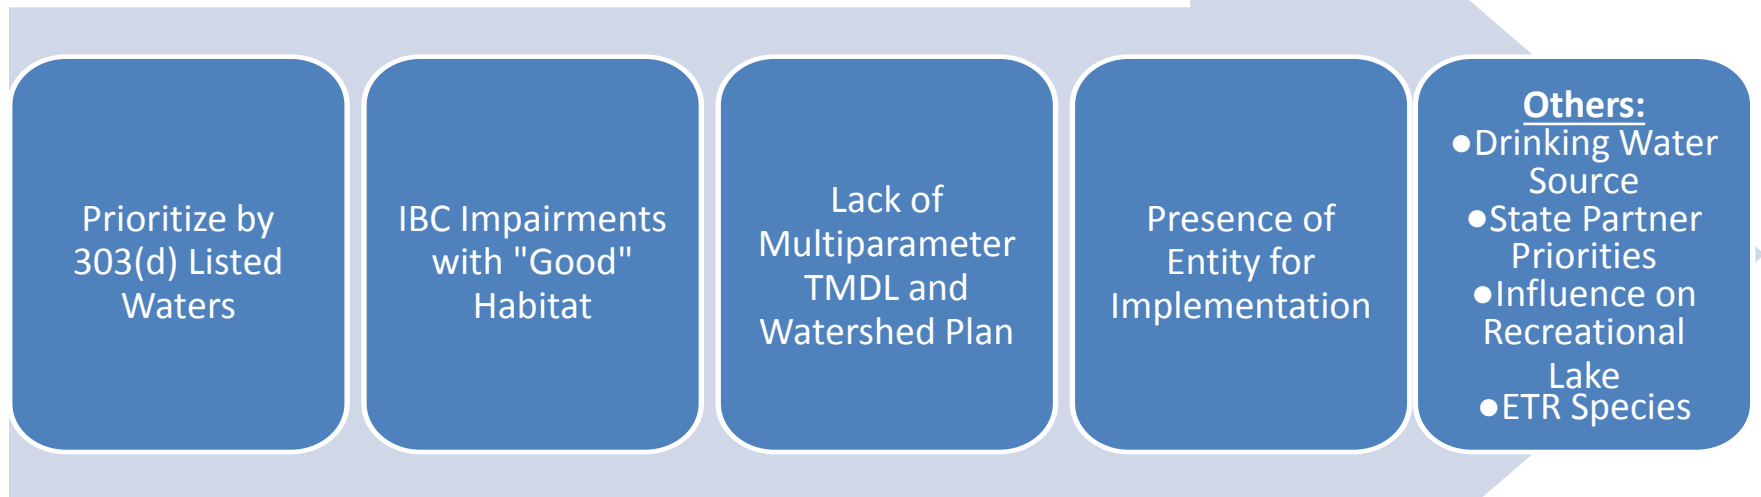 Prioritize by
303(d) Listed
Waters
IBC Impairments
with "Good"
Habitat
Lack of
Multiparameter
TMDL and
Watershed Plan
Presence of
Entity for
Implementation
Others:
●Drinking Water
Source
●State Partner
Priorities
●Influence on
Recreational
Lake
●ETR Species